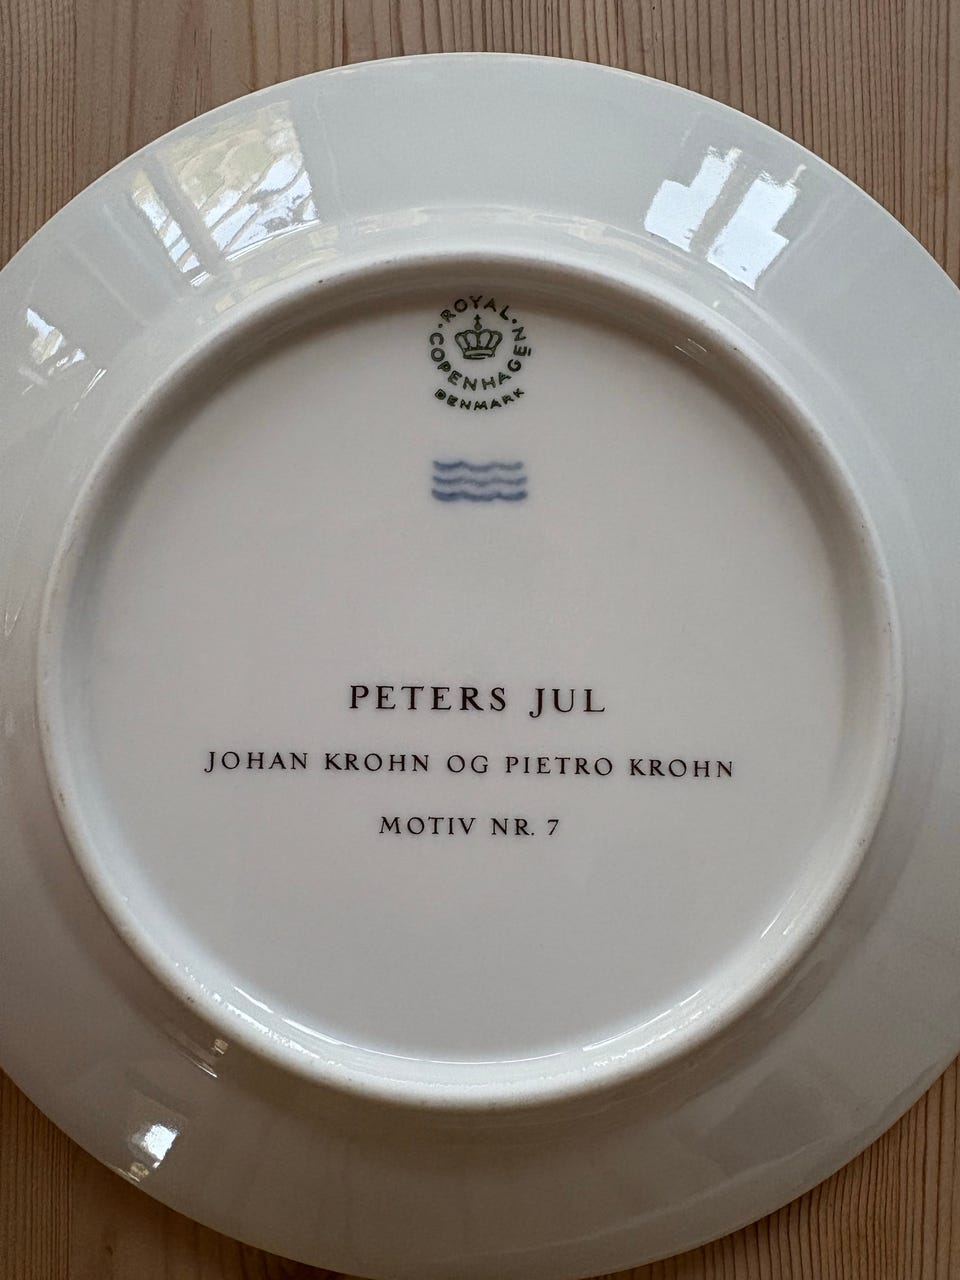 ROYAL COPENHAGEN
DENMARK
PETERS JUL
JOHAN KROHN OG PIETRO KROHN
MOTIV NR. 7